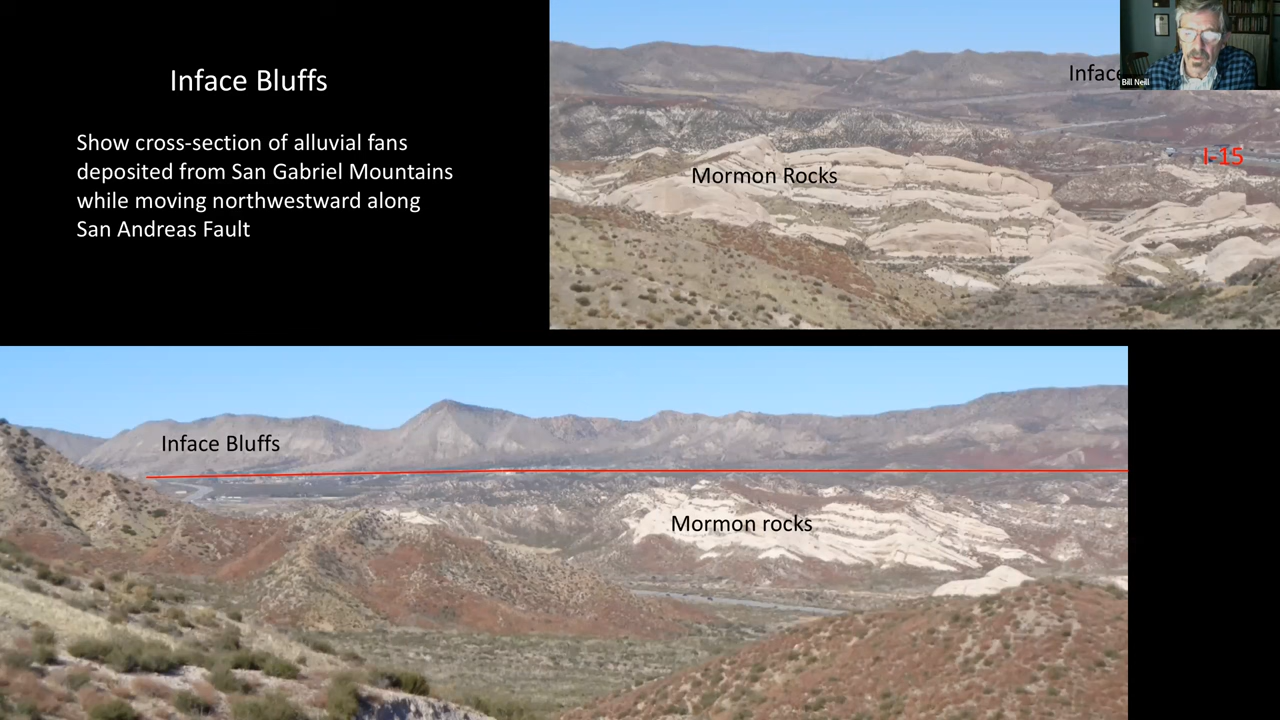 Inface Bluffs
Show cross-section of alluvial fans
deposited from San Gabriel Mountains
while moving northwestward along
San Andreas Fault
Inface
Bill Neill
I-15
Mormon Rocks
Inface Bluffs
Mormon rocks